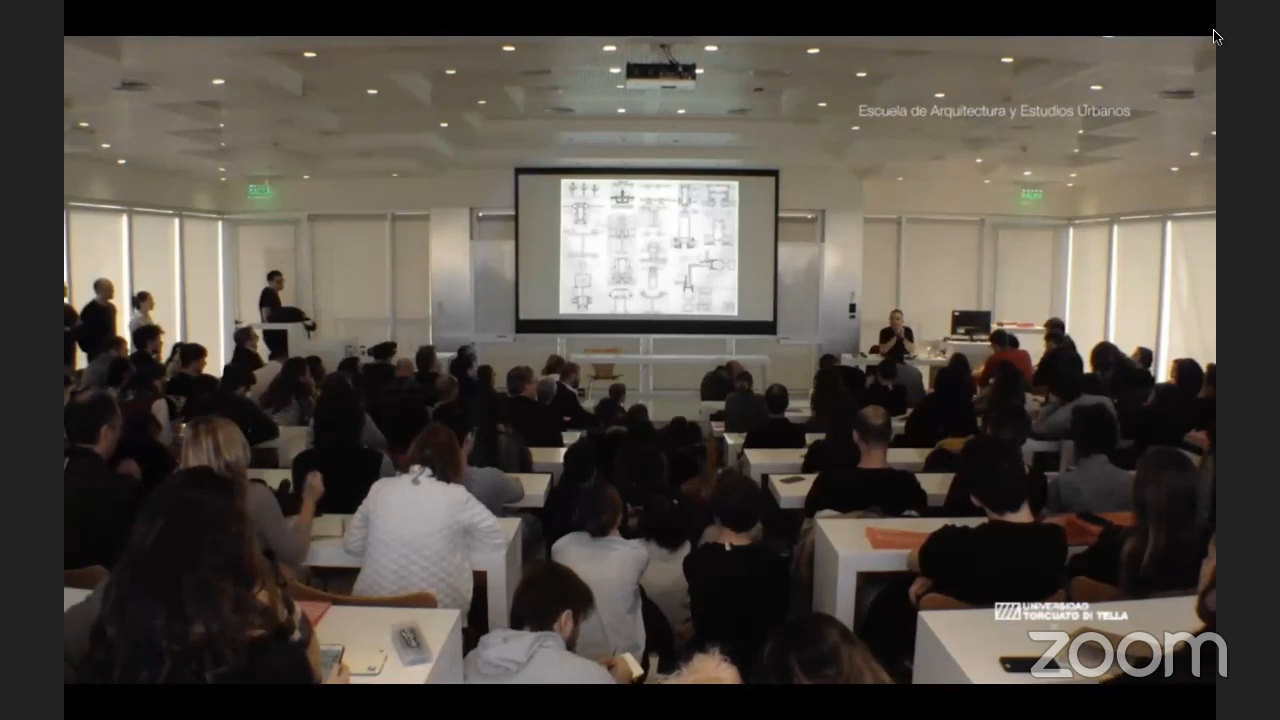 Escuela de Arquitectura y Estudios Urbanos
UNIVERSIDAD
TORCUATO DI TELLA
zoom